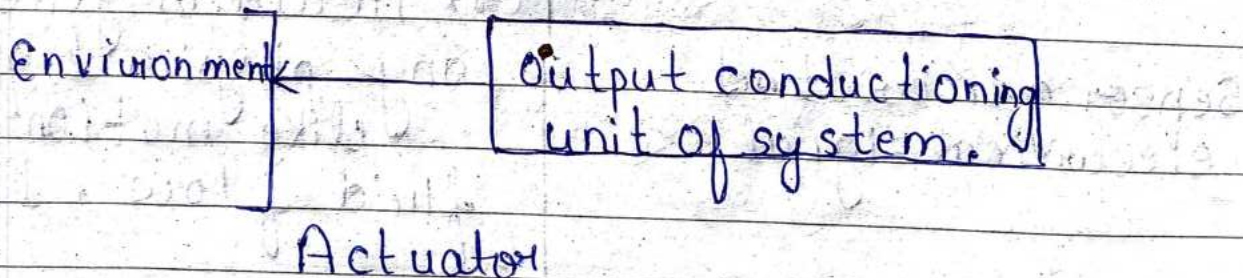 Environment
Output conductioning
unit of system.
Actuator